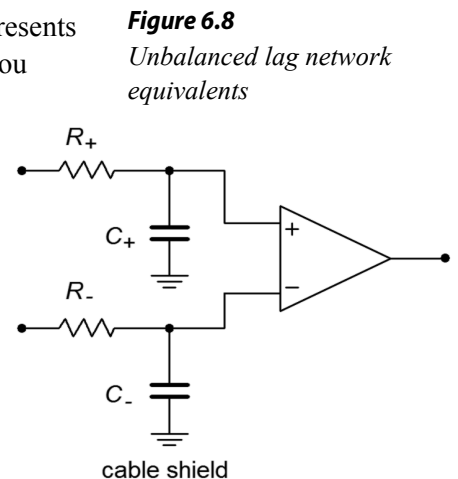 resents
ou
Figure 6.8
Unbalanced lag network
equivalents
R+
C+
+
R-
−
C-
cable shield